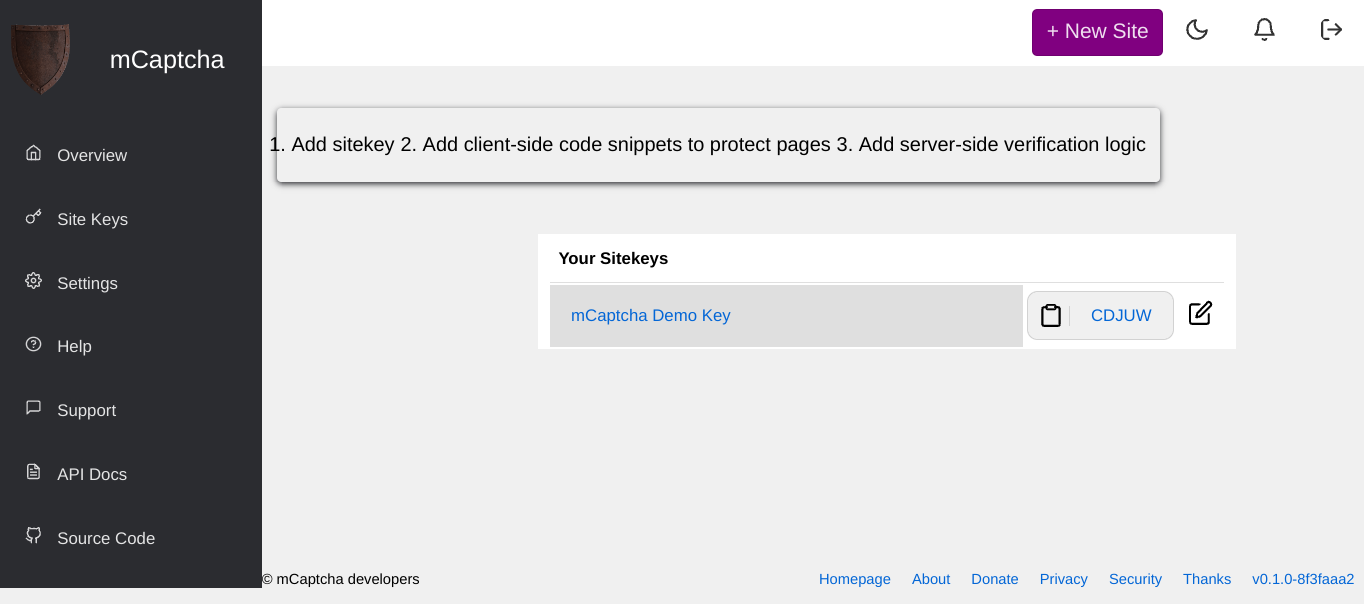 mCaptcha
+ New Site
Overview
Site Keys
Settings
Help
Support
API Docs
Source Code
1. Add sitekey 2. Add client-side code snippets to protect pages 3. Add server-side verification logic
Your Sitekeys
mCaptcha Demo Key
CDJUW
© mCaptcha developers
Homepage About Donate Privacy Security Thanks v0.1.0-8f3faaa2